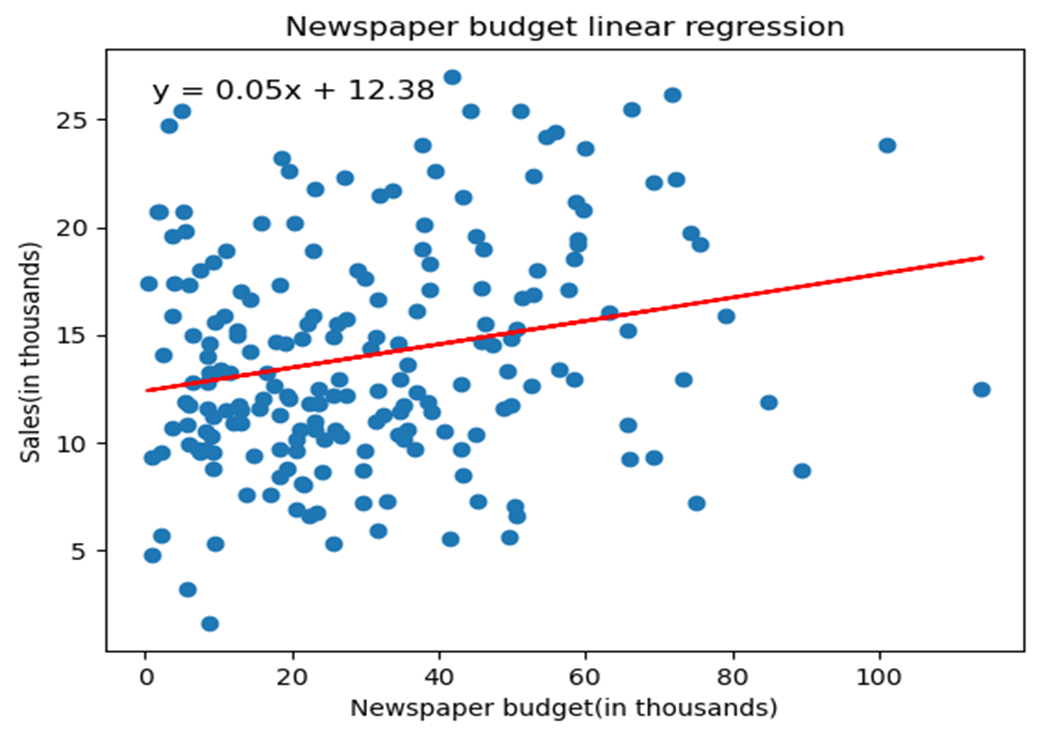 Newspaper budget linear regression
y = 0.05x + 12.38
25
20
15
10
5
Sales(in thousands)
0 20 40 60 80 100
Newspaper budget(in thousands)